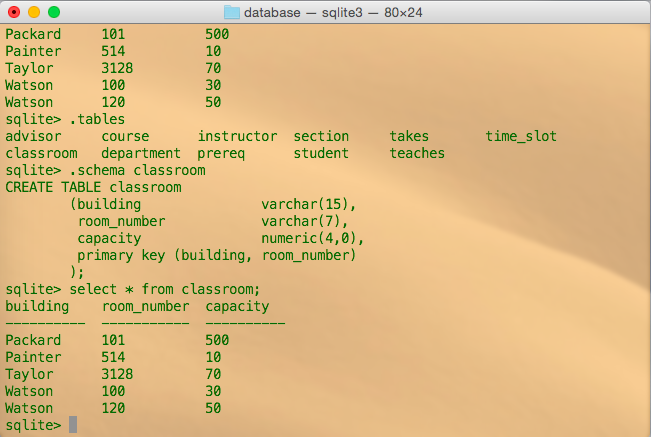 database — sqlite3 — 80×24
Packard     101          500
Painter     514          10
Taylor      3128         70
Watson      100          30
Watson      120          50
sqlite> .tables
advisor     course      instructor  section     takes       time_slot
classroom   department  prereq      student     teaches
sqlite> .schema classroom
CREATE TABLE classroom
        (building               varchar(15),
         room_number            varchar(7),
         capacity               numeric(4,0),
         primary key (building, room_number)
        );
sqlite> select * from classroom;
building    room_number  capacity
----------  -----------  ----------
Packard     101          500
Painter     514          10
Taylor      3128         70
Watson      100          30
Watson      120          50
sqlite>